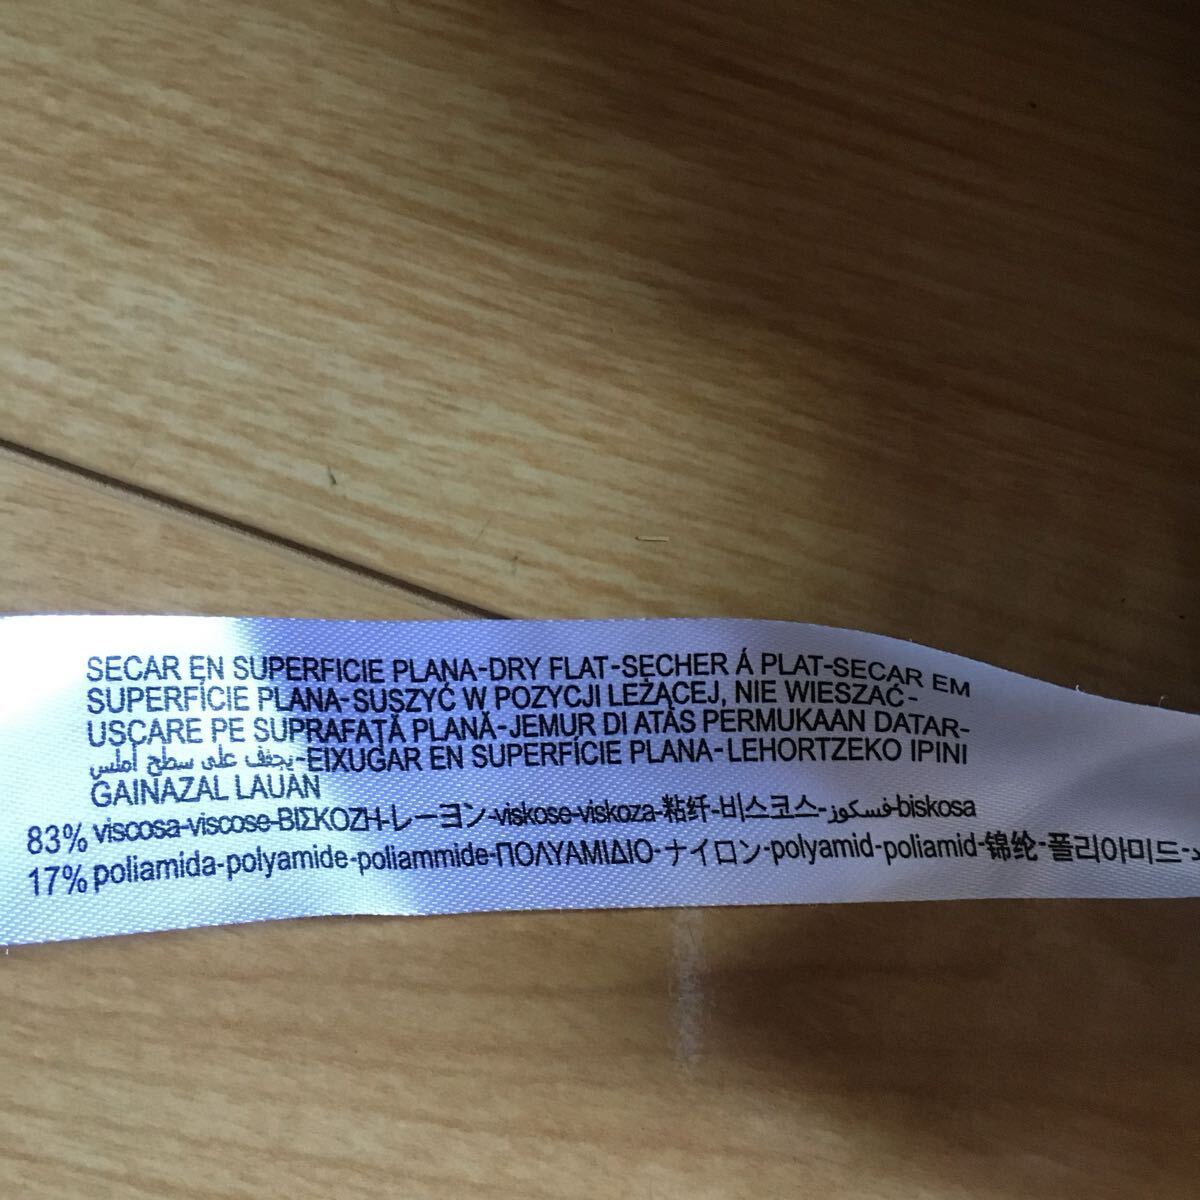 SECAR EN SUPERFICIE PLANA-DRY FLAT-SECHER Á PLAT-SECAR EM
SUPERFÍCIE PLANA-SUSZYĆ W POZYCJI LEŻĄCEJ, NIE WIESZAĆ-
USCARE PE SUPRAFAŢĂ PLANĂ-JEMUR DI ATAS PERMUKAAN DATAR-
يجفف على سطح أملس-EIXUGAR EN SUPERFÍCIE PLANA-LEHORTZEKO IPINI
GAINAZAL LAUAN
83% viscosa-viscose-ΒΙΣΚΟΖΗ-レーヨン-viskose-viskoza-粘纤-비스코스-فسكوز-biskosa
17% poliamida-polyamide-poliammide-ΠΟΛΥΑΜΙΔΙΟ-ナイロン-polyamid-poliamid-锦纶-폴리아미드-